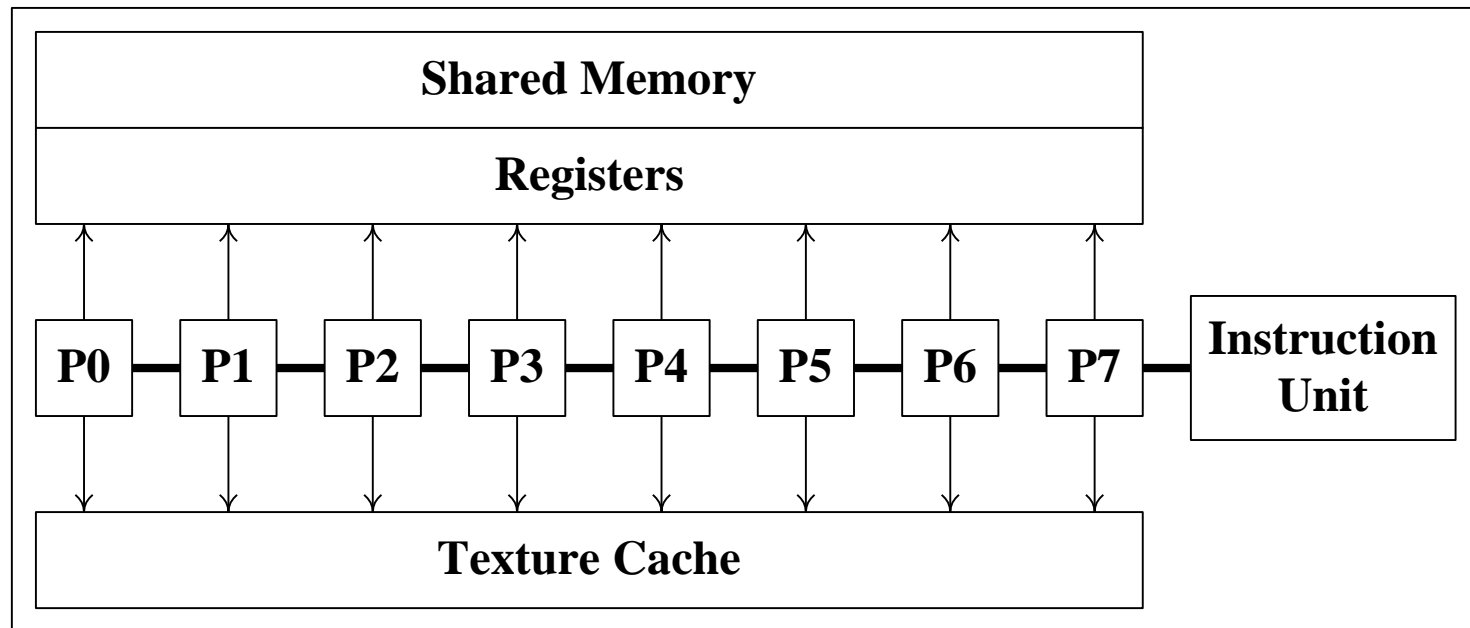 Shared Memory
Registers
P0 P1 P2 P3 P4 P5 P6 P7
Instruction
Unit
Texture Cache